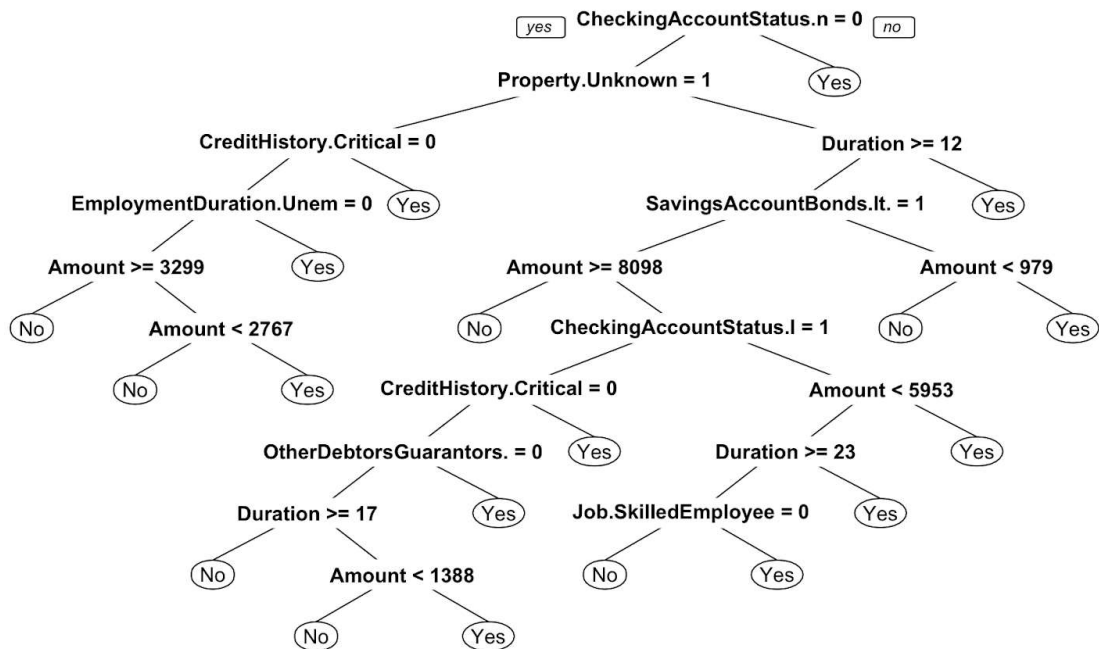 yes CheckingAccountStatus.n = 0 no
Property.Unknown = 1 Yes
CreditHistory.Critical = 0 Duration >= 12
EmploymentDuration.Unem = 0 Yes SavingsAccountBonds.lt. = 1 Yes
Amount >= 3299 Yes Amount >= 8098 Amount < 979
No Amount < 2767 No CheckingAccountStatus.l = 1 No Yes
No Yes CreditHistory.Critical = 0 Amount < 5953
OtherDebtorsGuarantors. = 0 Yes Duration >= 23 Yes
Duration >= 17 Yes Job.SkilledEmployee = 0 Yes
No Amount < 1388 No Yes
No Yes